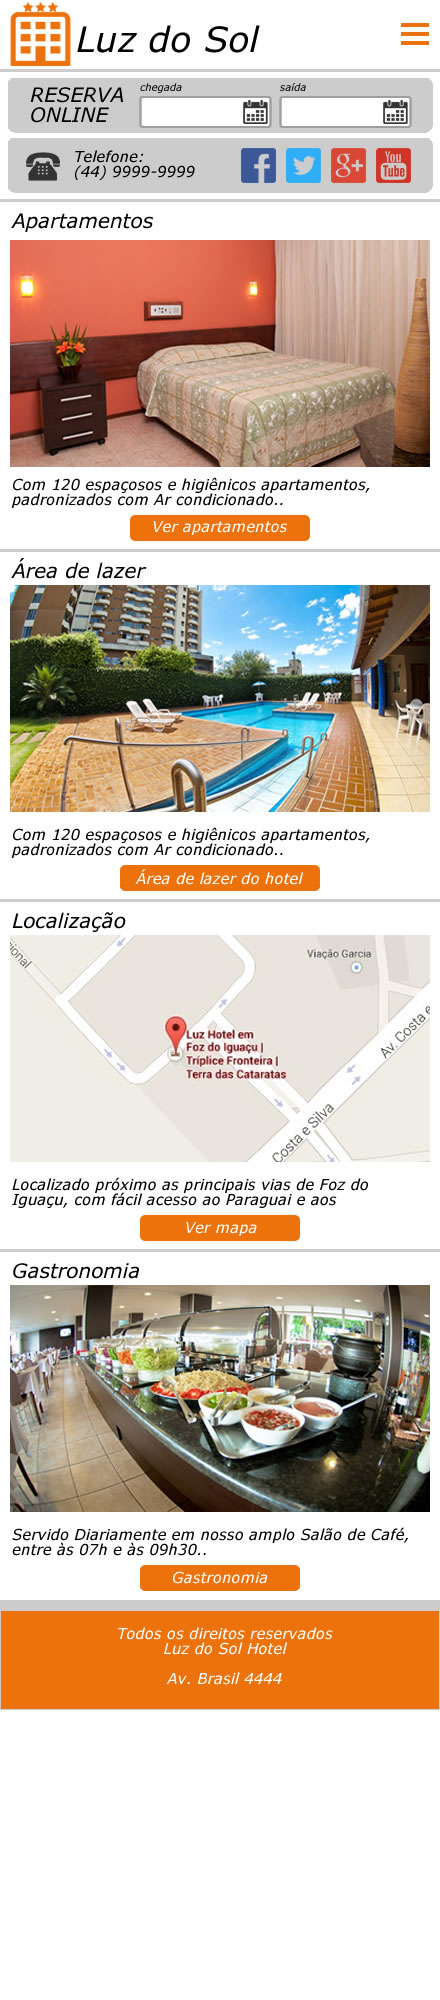 Luz do Sol
RESERVA
ONLINE
chegada
saída
Telefone:
(44) 9999-9999
You
Tube
Apartamentos
Com 120 espaçosos e higiênicos apartamentos,
padronizados com Ar condicionado..
Ver apartamentos
Área de lazer
Com 120 espaçosos e higiênicos apartamentos,
padronizados com Ar condicionado..
Área de lazer do hotel
Localização
ional
Viação Garcia
Av. Costa e
Luz Hotel em
Foz do Iguaçu |
Tríplice Fronteira |
Terra das Cataratas
Costa e Silva
Localizado próximo as principais vias de Foz do
Iguaçu, com fácil acesso ao Paraguai e aos
Ver mapa
Gastronomia
Servido Diariamente em nosso amplo Salão de Café,
entre às 07h e às 09h30..
Gastronomia
Todos os direitos reservados
Luz do Sol Hotel
Av. Brasil 4444